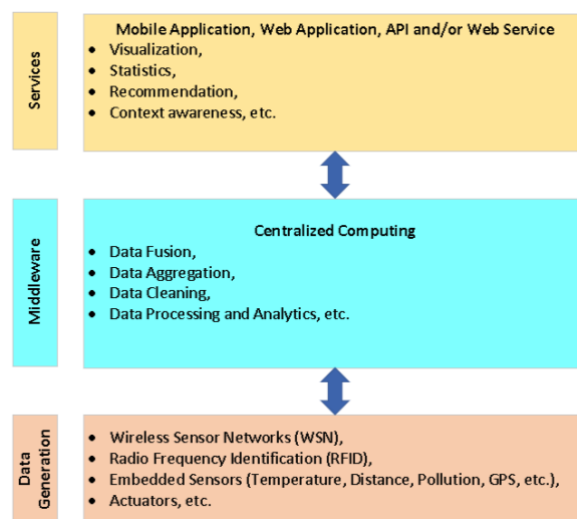 Services
Mobile Application, Web Application, API and/or Web Service
• Visualization,
• Statistics,
• Recommendation,
• Context awareness, etc.
Middleware
Centralized Computing
• Data Fusion,
• Data Aggregation,
• Data Cleaning,
• Data Processing and Analytics, etc.
Data
Generation
• Wireless Sensor Networks (WSN),
• Radio Frequency Identification (RFID),
• Embedded Sensors (Temperature, Distance, Pollution, GPS, etc.),
• Actuators, etc.